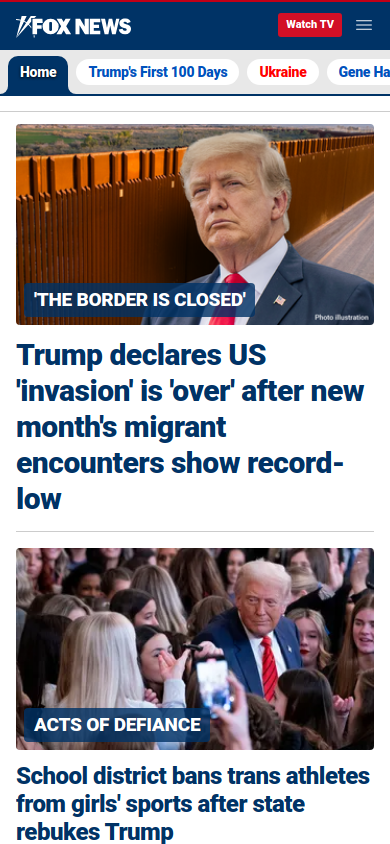 FOX NEWS
Watch TV
Home
Trump's First 100 Days
Ukraine
Gene Ha
'THE BORDER IS CLOSED'
Photo illustration
Trump declares US
'invasion' is 'over' after new
month's migrant
encounters show record-
low
ACTS OF DEFIANCE
School district bans trans athletes
from girls' sports after state
rebukes Trump